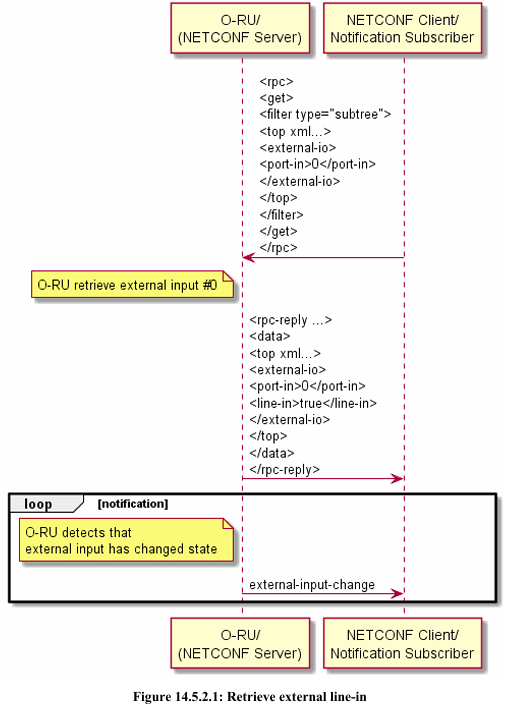 O-RU/
(NETCONF Server)
NETCONF Client/
Notification Subscriber
<rpc>
<get>
<filter type="subtree">
<top xml...>
<external-io>
<port-in>0</port-in>
</external-io>
</top>
</filter>
</get>
</rpc>
O-RU retrieve external input #0
<rpc-reply ...>
<data>
<top xml...>
<external-io>
<port-in>0</port-in>
<line-in>true</line-in>
</external-io>
</top>
</data>
</rpc-reply>
loop [notification]
O-RU detects that
external input has changed state
external-input-change
O-RU/
(NETCONF Server)
NETCONF Client/
Notification Subscriber
Figure 14.5.2.1: Retrieve external line-in